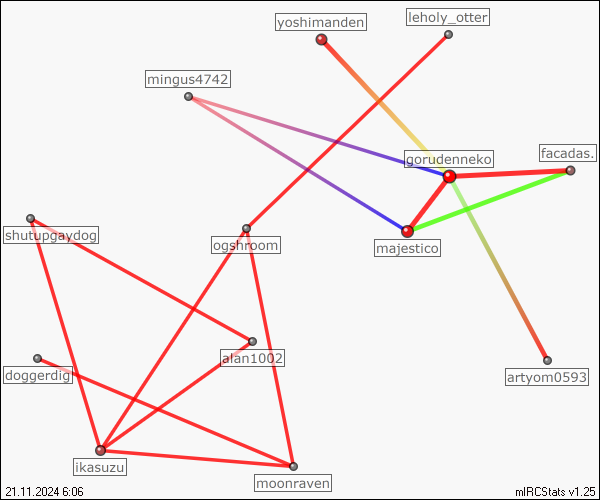 yoshimanden
leholy_otter
mingus4742
gorudenneko
facadas.
shutupgaydog
ogshroom
majestico
alan1002
doggerdig
artyom0593
ikasuzu
moonraven
21.11.2024 6:06
mIRCStats v1.25